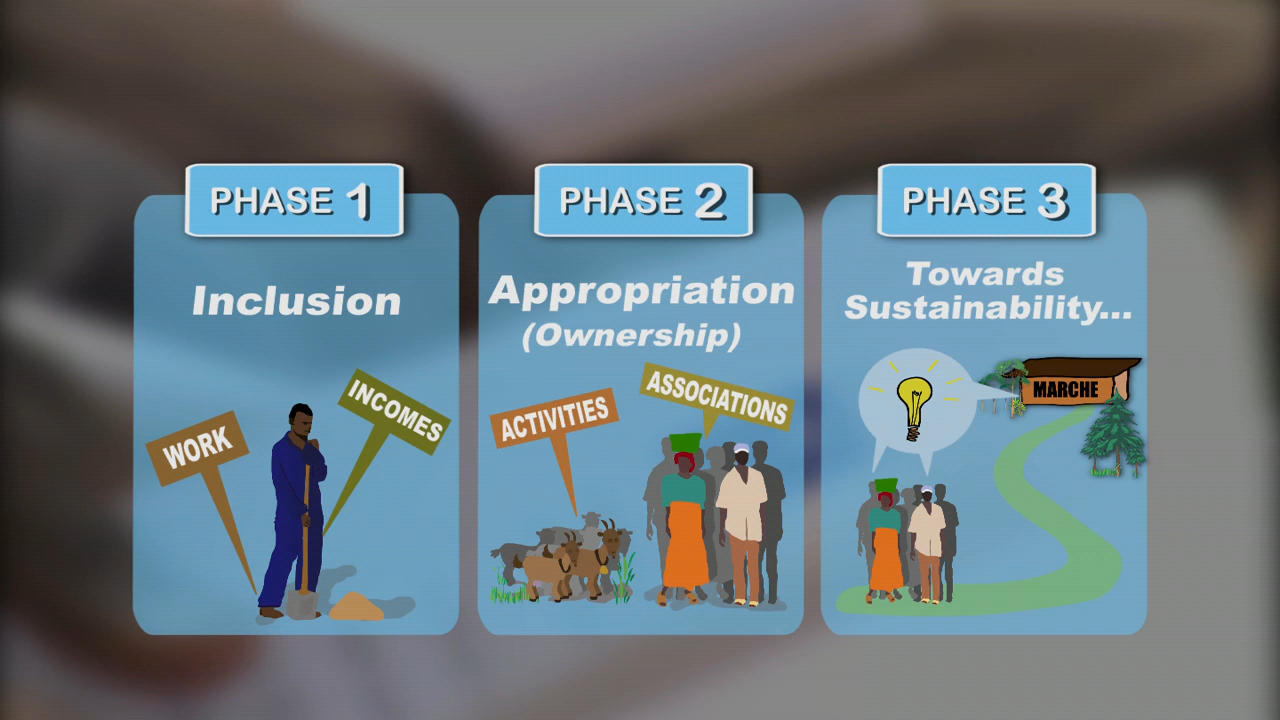 PHASE 1
Inclusion
WORK
INCOMES
PHASE 2
Appropriation
(Ownership)
ACTIVITIES
ASSOCIATIONS
PHASE 3
Towards
Sustainability...
MARCHE